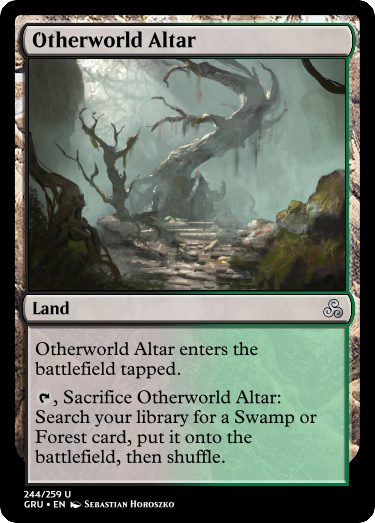 Otherworld Altar
Land
Otherworld Altar enters the
battlefield tapped.
, Sacrifice Otherworld Altar:
Search your library for a Swamp or
Forest card, put it onto the
battlefield, then shuffle.
244/259 U
GRU • EN Sebastian Horoszko